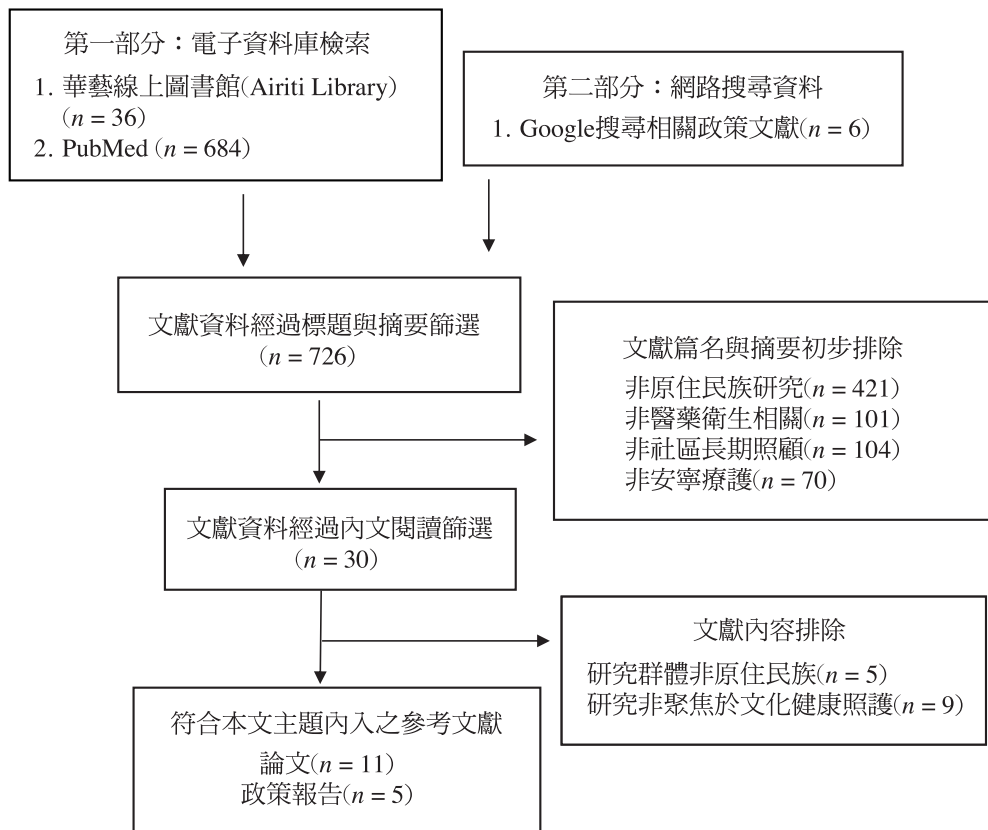 第一部分：電子資料庫檢索
1. 華藝線上圖書館(Airiti Library)
(n = 36)
2. PubMed (n = 684)
第二部分：網路搜尋資料
1. Google搜尋相關政策文獻(n = 6)
文獻資料經過標題與摘要篩選
(n = 726)
文獻篇名與摘要初步排除
非原住民族研究(n = 421)
非醫藥衛生相關(n = 101)
非社區長期照顧(n = 104)
非安寧療護(n = 70)
文獻資料經過內文閱讀篩選
(n = 30)
文獻內容排除
研究群體非原住民族(n = 5)
研究非聚焦於文化健康照護(n = 9)
符合本文主題內入之參考文獻
論文(n = 11)
政策報告(n = 5)